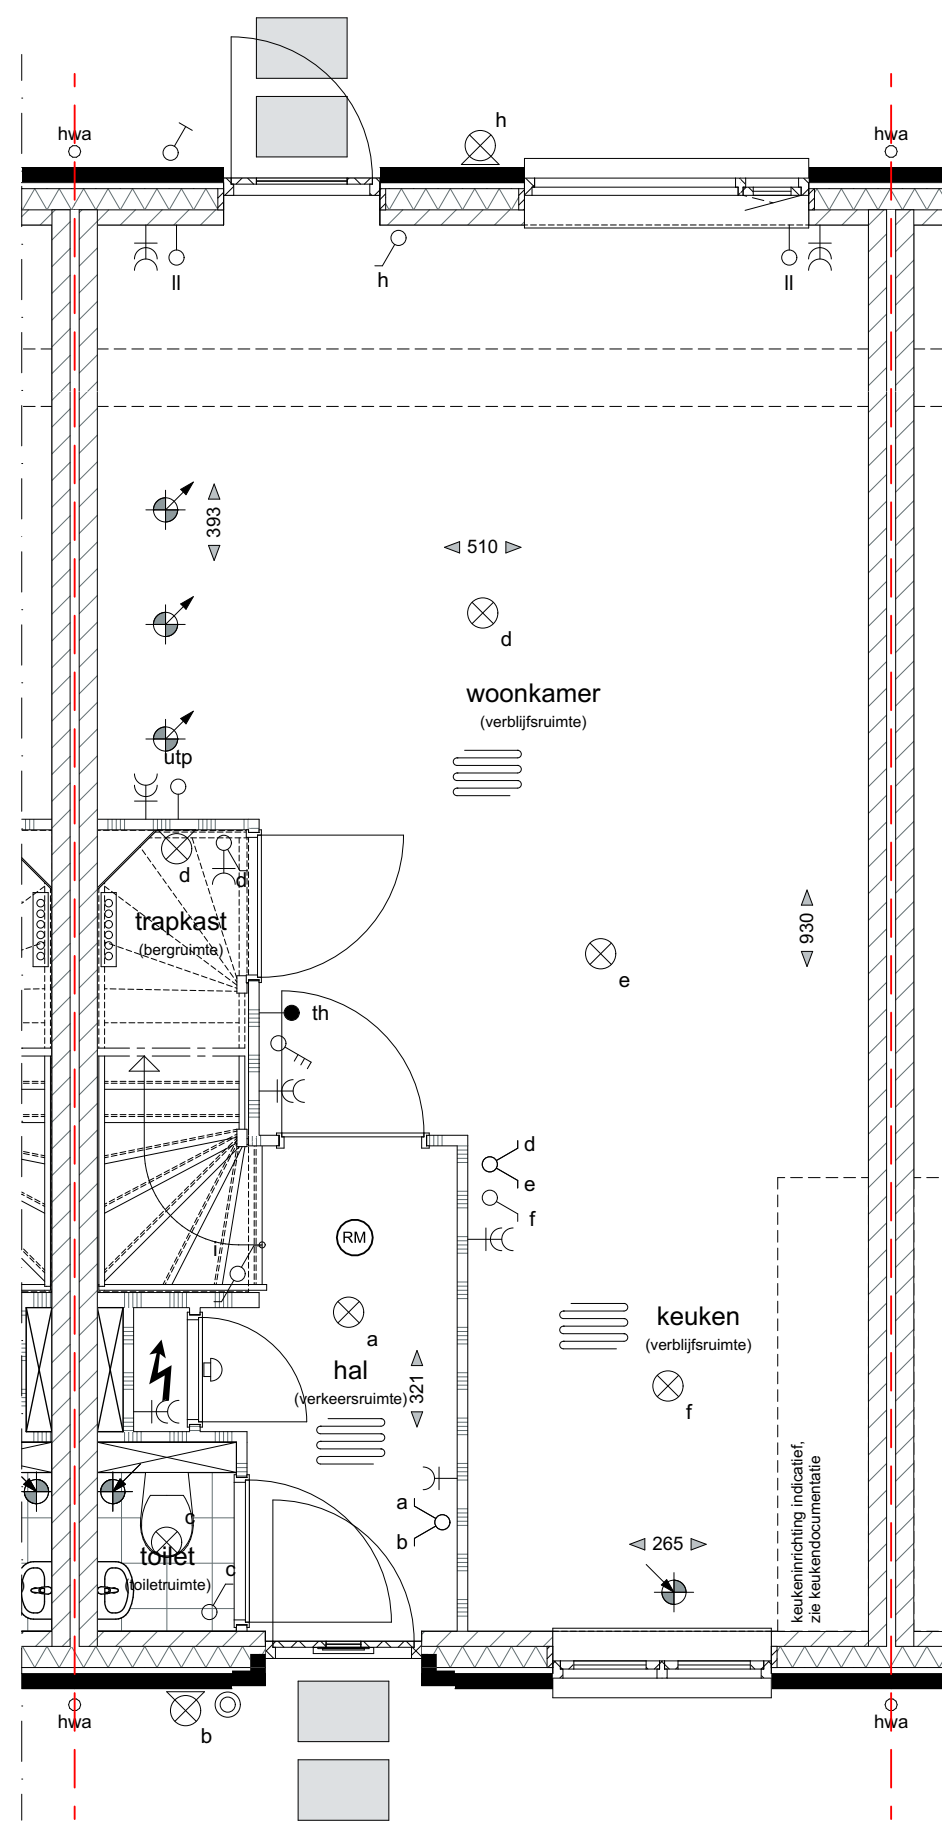 h
hwa
hwa
ll
h
ll
393
510
d
woonkamer
(verblijfsruimte)
utp
d
d
trapkast
(bergruimte)
930
e
th
d
e
f
RM
keuken
(verblijfsruimte)
a
hal
(verkeersruimte)
321
f
keukeninrichting indicatief,
zie keukendocumentatie
a
b
c
toilet
(toiletruimte)
c
265
hwa
b
hwa